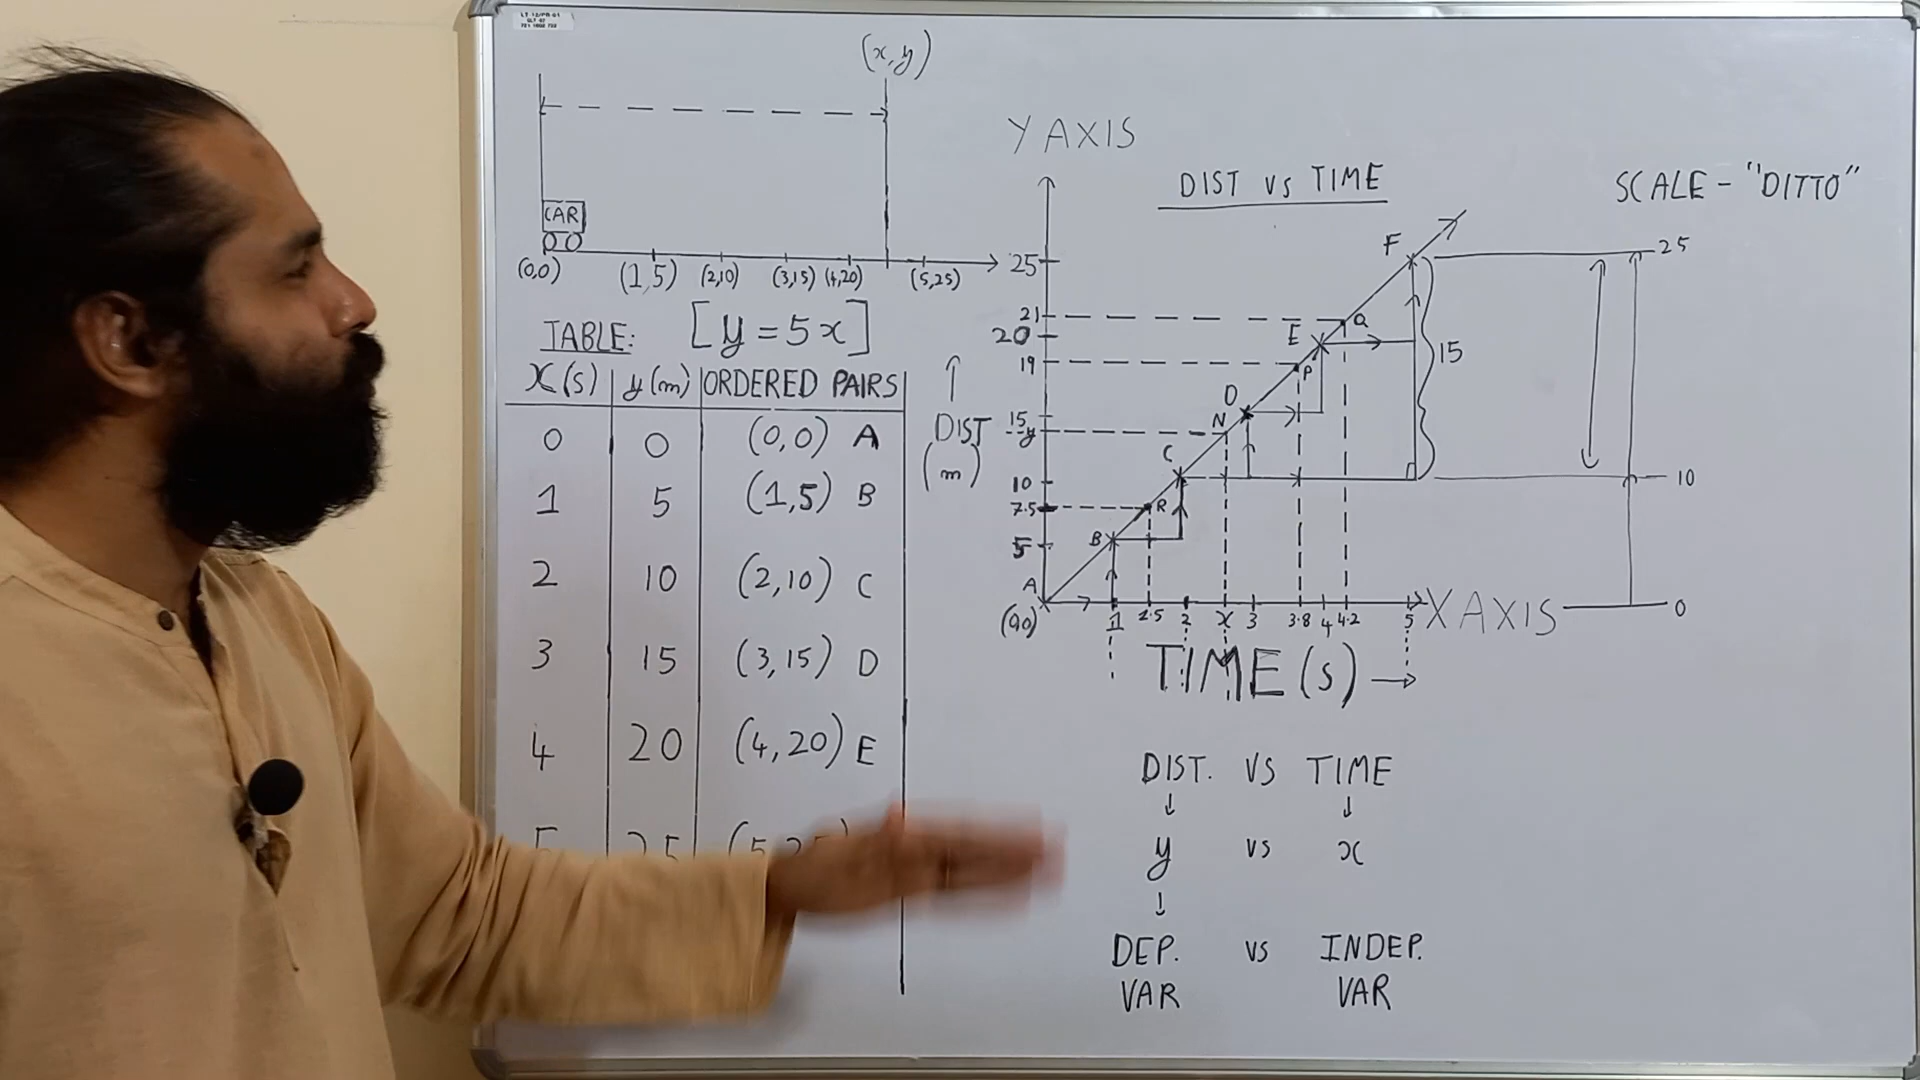 (x, y)
CAR
(0,0) (1,5) (2,10) (3,15) (4,20) (5,25)
TABLE: [y = 5x]
X(s) y(m) ORDERED PAIRS
0 0 (0,0) A
1 5 (1,5) B
2 10 (2,10) C
3 15 (3,15) D
4 20 (4,20) E
Y AXIS
DIST VS TIME
SCALE - "DITTO"
F
25
25
21
Q
20
E
15
19
P
D
15
N
y
DIST
(m)
C
10
10
7.5
R
B
5
A
(0,0)
1 2.5 2 x 3 3.8 4 4.2 5
X AXIS
0
TIME (s)
DIST. VS TIME
y vs x
DEP. VS INDEP.
VAR VAR